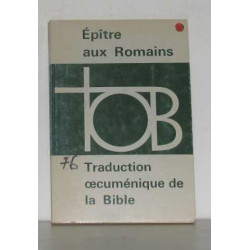 Épître
aux Romains
TOB
76
Traduction
œcuménique de
la Bible